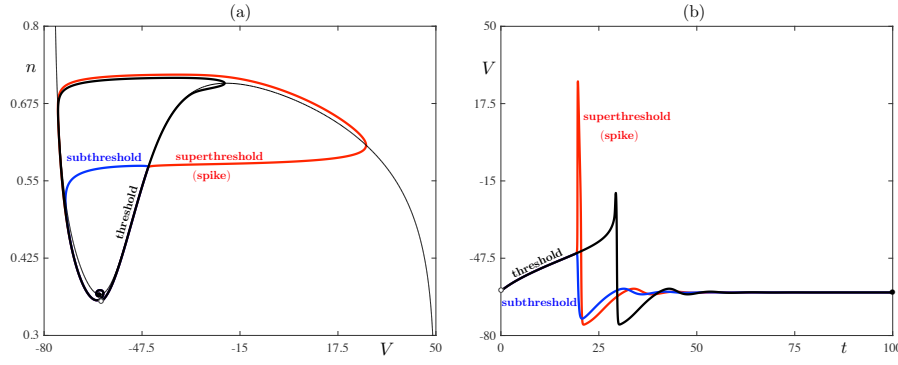 (a)
0.8
n
0.675
0.55
0.425
0.3
subthreshold
superthreshold
(spike)
threshold
-80
-47.5
-15
17.5
V
50
(b)
50
V
17.5
-15
-47.5
-80
superthreshold
(spike)
threshold
subthreshold
0
25
50
75
t
100